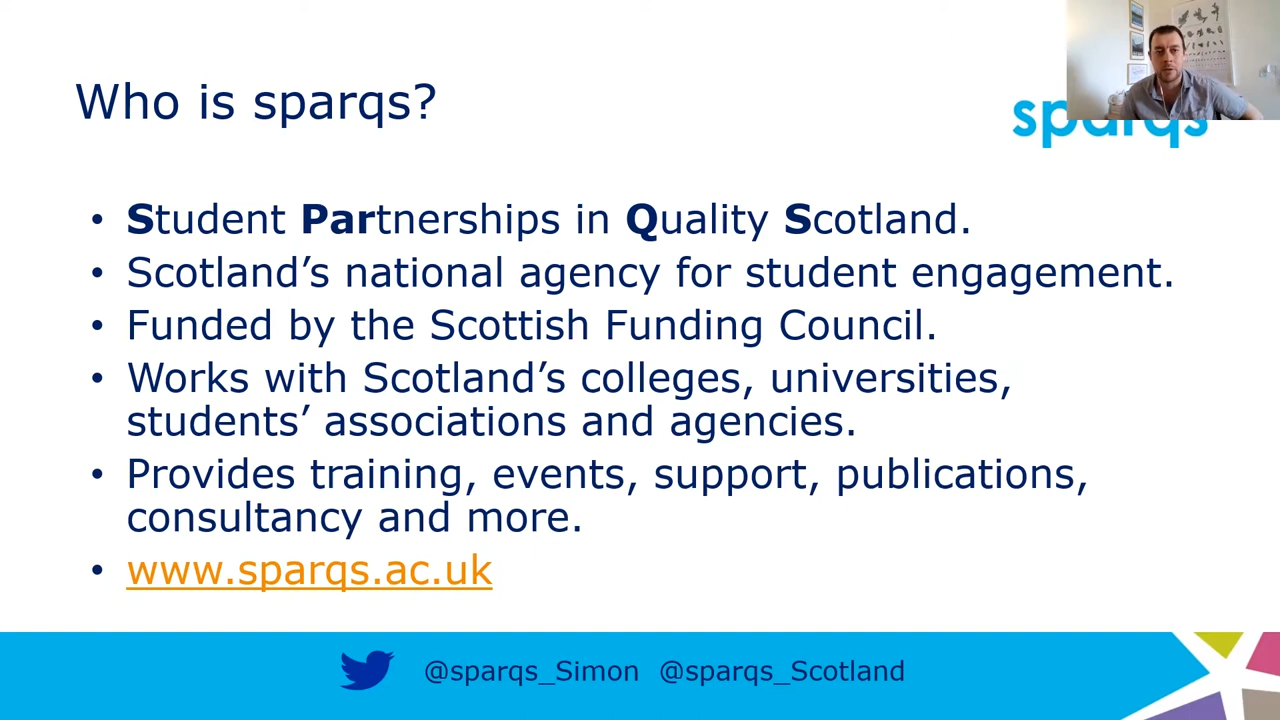 Who is sparqs?
sparqs
• Student Partnerships in Quality Scotland.
• Scotland’s national agency for student engagement.
• Funded by the Scottish Funding Council.
• Works with Scotland’s colleges, universities,
students’ associations and agencies.
• Provides training, events, support, publications,
consultancy and more.
• www.sparqs.ac.uk
@sparqs_Simon @sparqs_Scotland